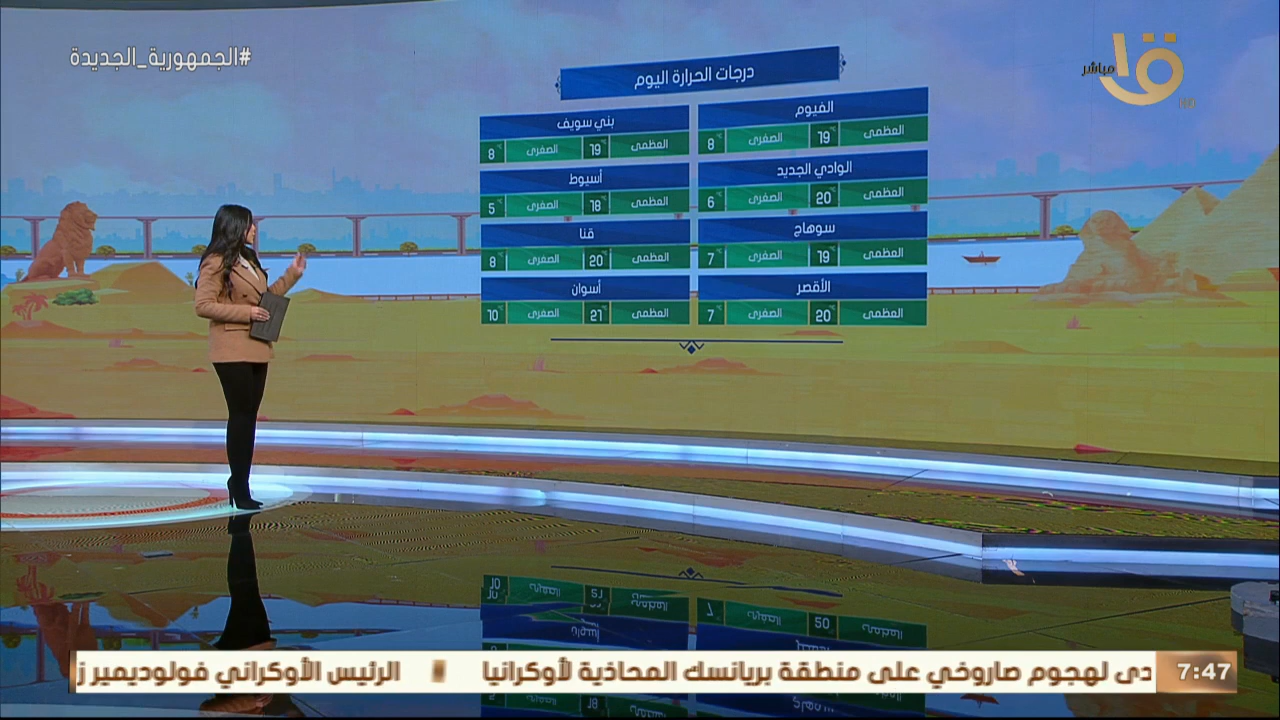 #الجمهورية_الجديدة
مباشر
HD
درجات الحرارة اليوم
الفيوم
العظمى 19 °c الصغرى 8 °c
بني سويف
العظمى 19 °c الصغرى 8 °c
الوادي الجديد
العظمى 20 °c الصغرى 6 °c
أسيوط
العظمى 18 °c الصغرى 5 °c
سوهاج
العظمى 19 °c الصغرى 7 °c
قنا
العظمى 20 °c الصغرى 8 °c
الأقصر
العظمى 20 °c الصغرى 7 °c
أسوان
العظمى 21 °c الصغرى 10 °c
7:47
دى لهجوم صاروخي على منطقة بريانسك المحاذية لأوكرانيا
الرئيس الأوكراني فولوديمير ز